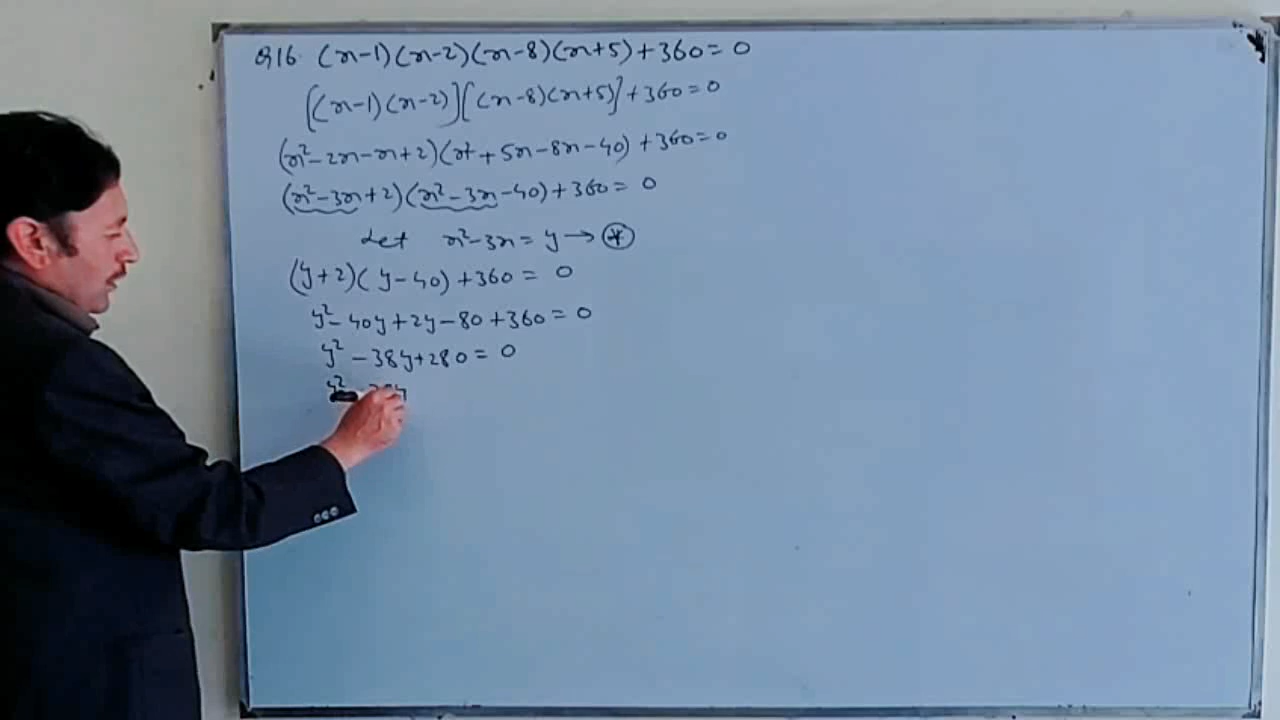 Q16 (x-1)(x-2)(x-8)(x+5)+360=0
[(x-1)(x-2)][(x-8)(x+5)]+360=0
(x²-2x-x+2)(x²+5x-8x-40)+360=0
(x²-3x+2)(x²-3x-40)+360=0
Let x²-3x=y→(*)
(y+2)(y-40)+360=0
y²-40y+2y-80+360=0
y²-38y+280=0
y²